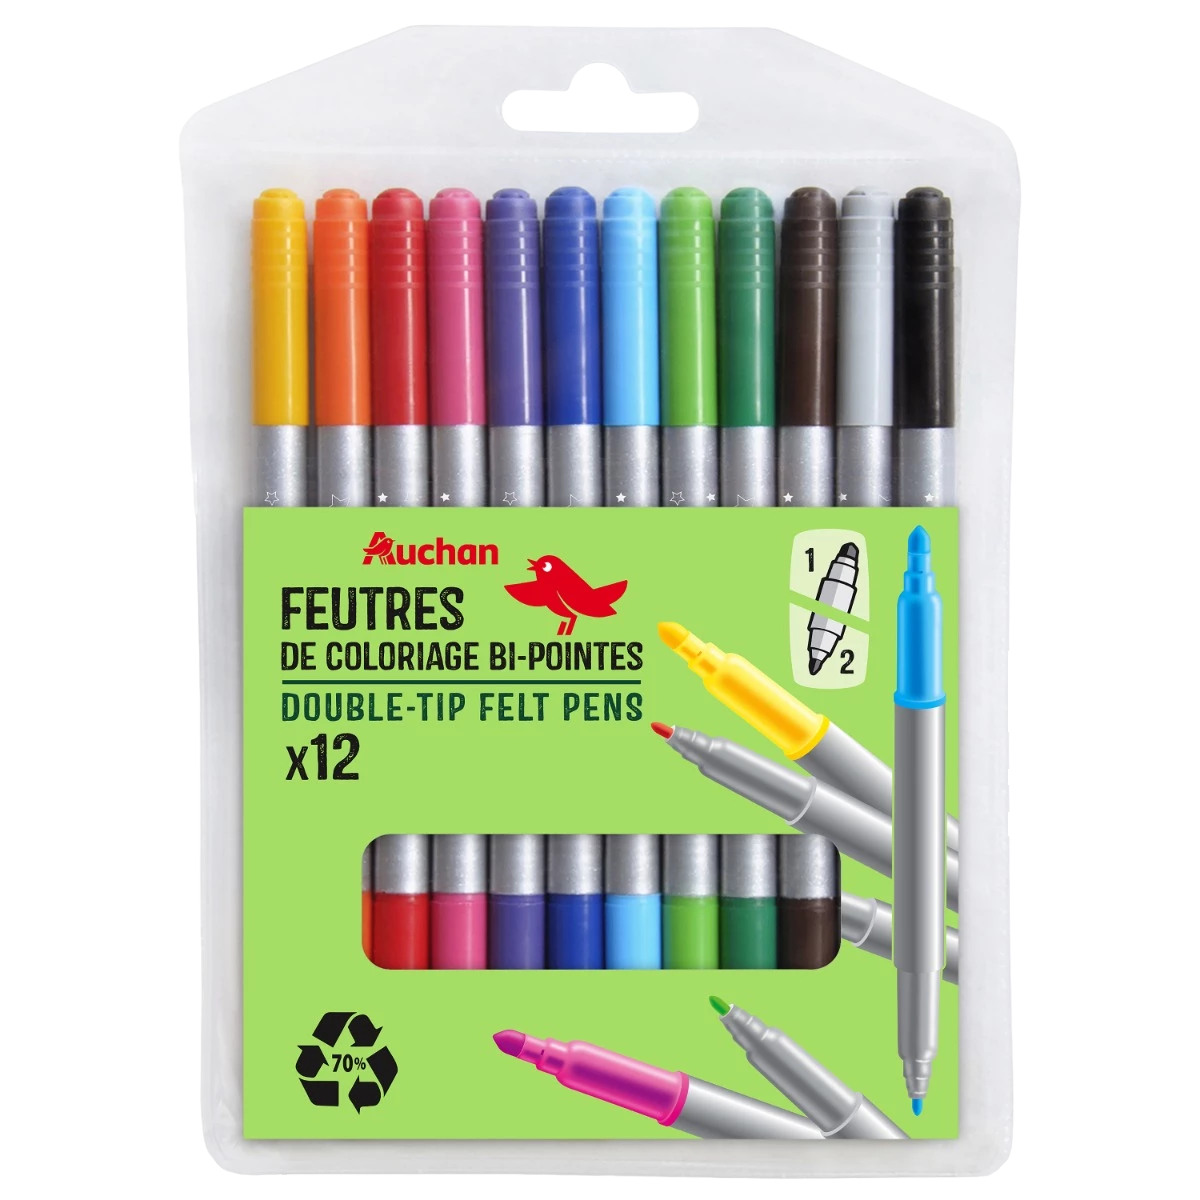 Auchan
FEUTRES
DE COLORIAGE BI-POINTES
DOUBLE-TIP FELT PENS
x12
1
2
70%